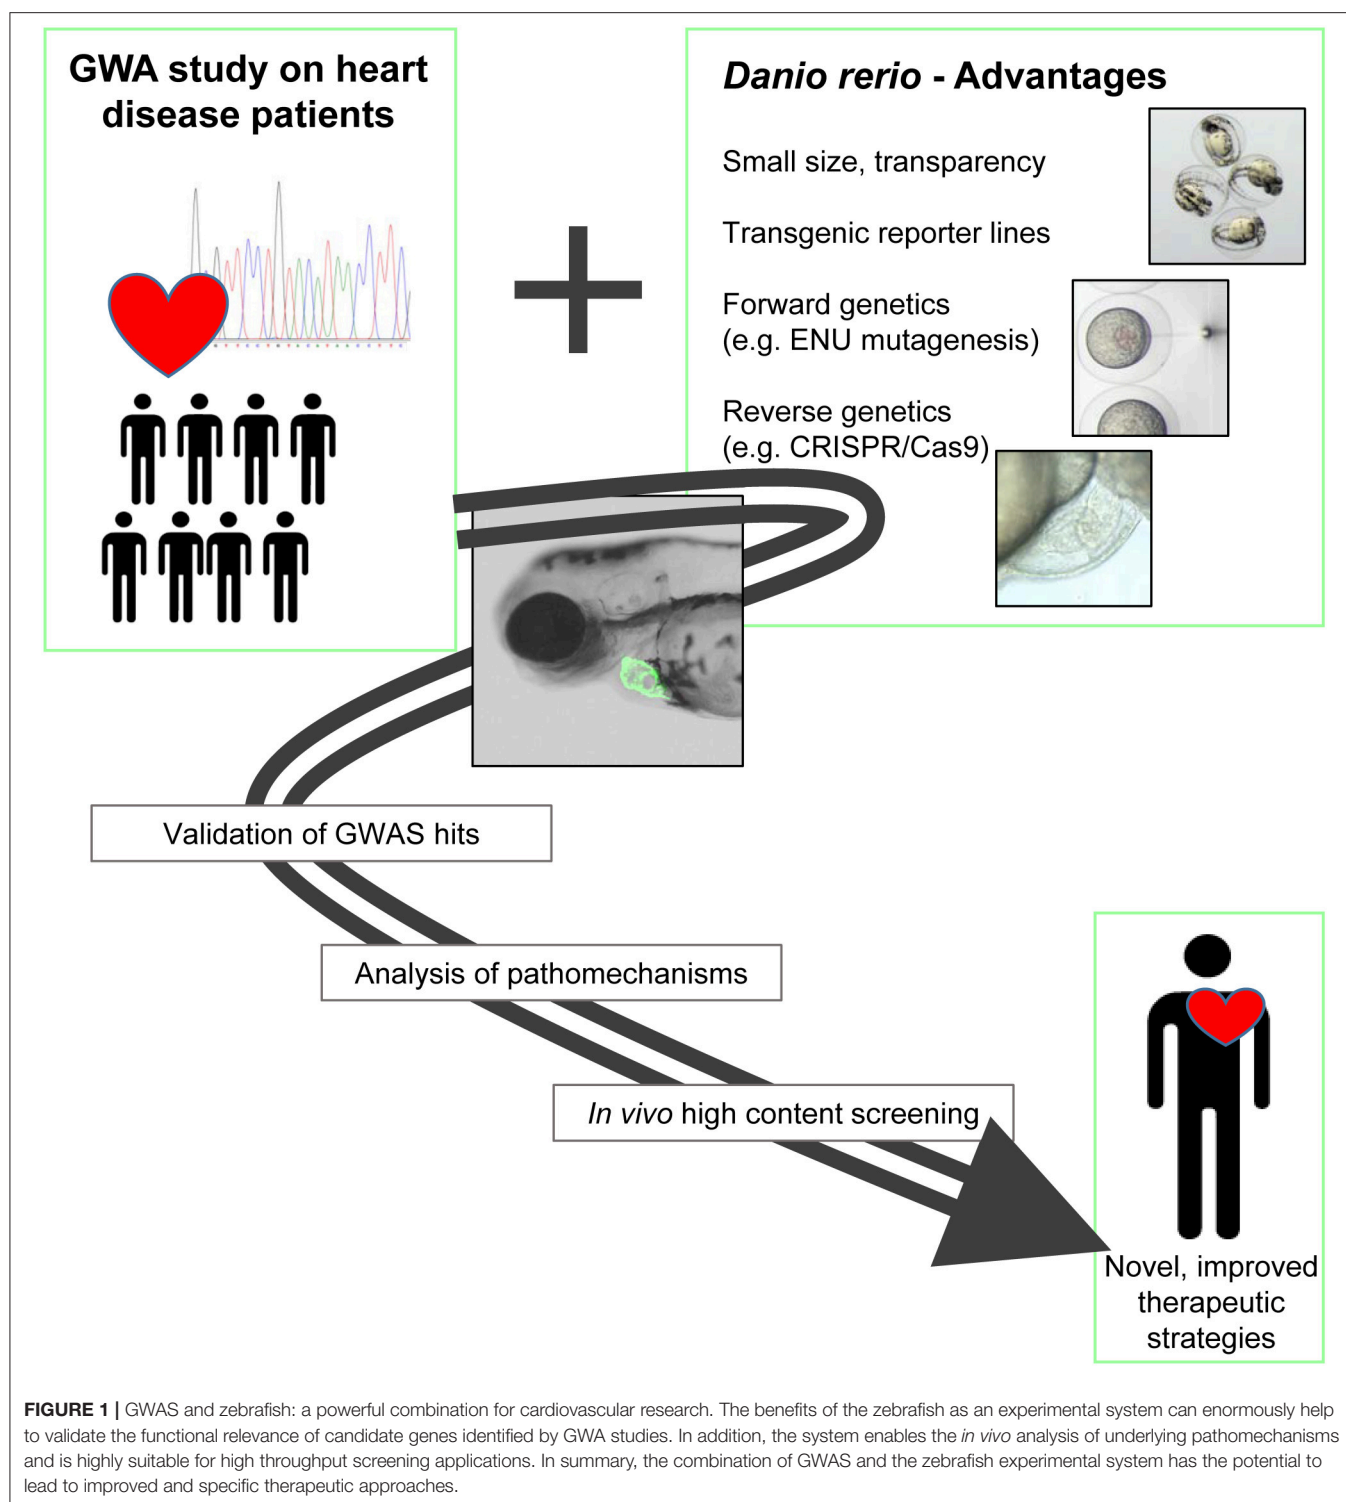 GWA study on heart
disease patients
Danio rerio - Advantages
Small size, transparency
Transgenic reporter lines
Forward genetics
(e.g. ENU mutagenesis)
Reverse genetics
(e.g. CRISPR/Cas9)
Validation of GWAS hits
Analysis of pathomechanisms
In vivo high content screening
Novel, improved
therapeutic
strategies
FIGURE 1 | GWAS and zebrafish: a powerful combination for cardiovascular research. The benefits of the zebrafish as an experimental system can enormously help
to validate the functional relevance of candidate genes identified by GWA studies. In addition, the system enables the in vivo analysis of underlying pathomechanisms
and is highly suitable for high throughput screening applications. In summary, the combination of GWAS and the zebrafish experimental system has the potential to
lead to improved and specific therapeutic approaches.